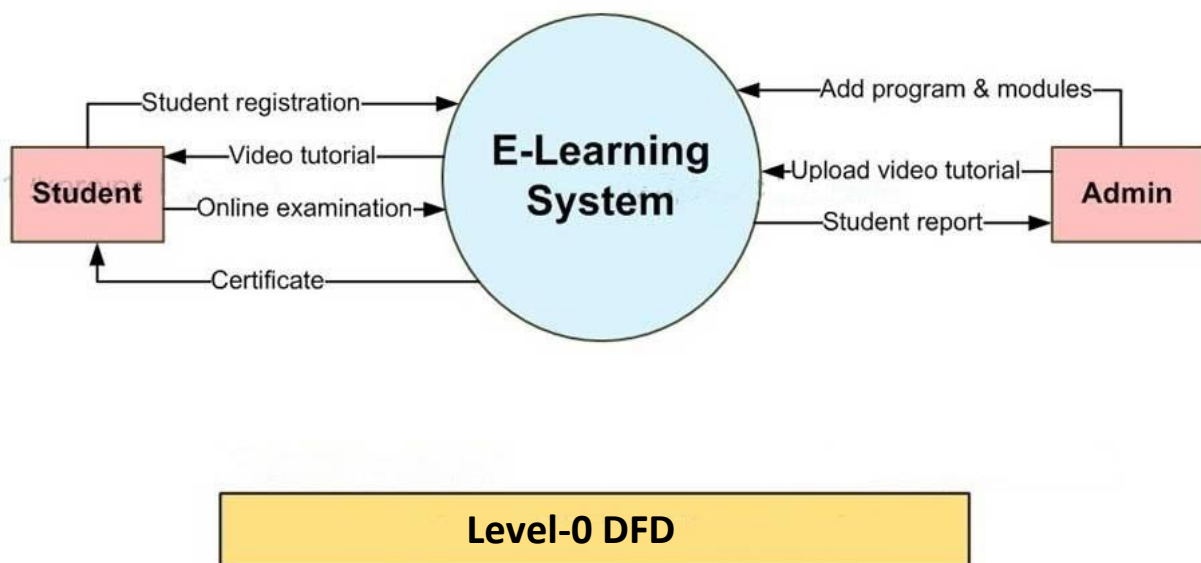 Student registration
Video tutorial
Student
Online examination
Certificate
E-Learning
System
Add program & modules
Upload video tutorial
Admin
Student report
Level-0 DFD